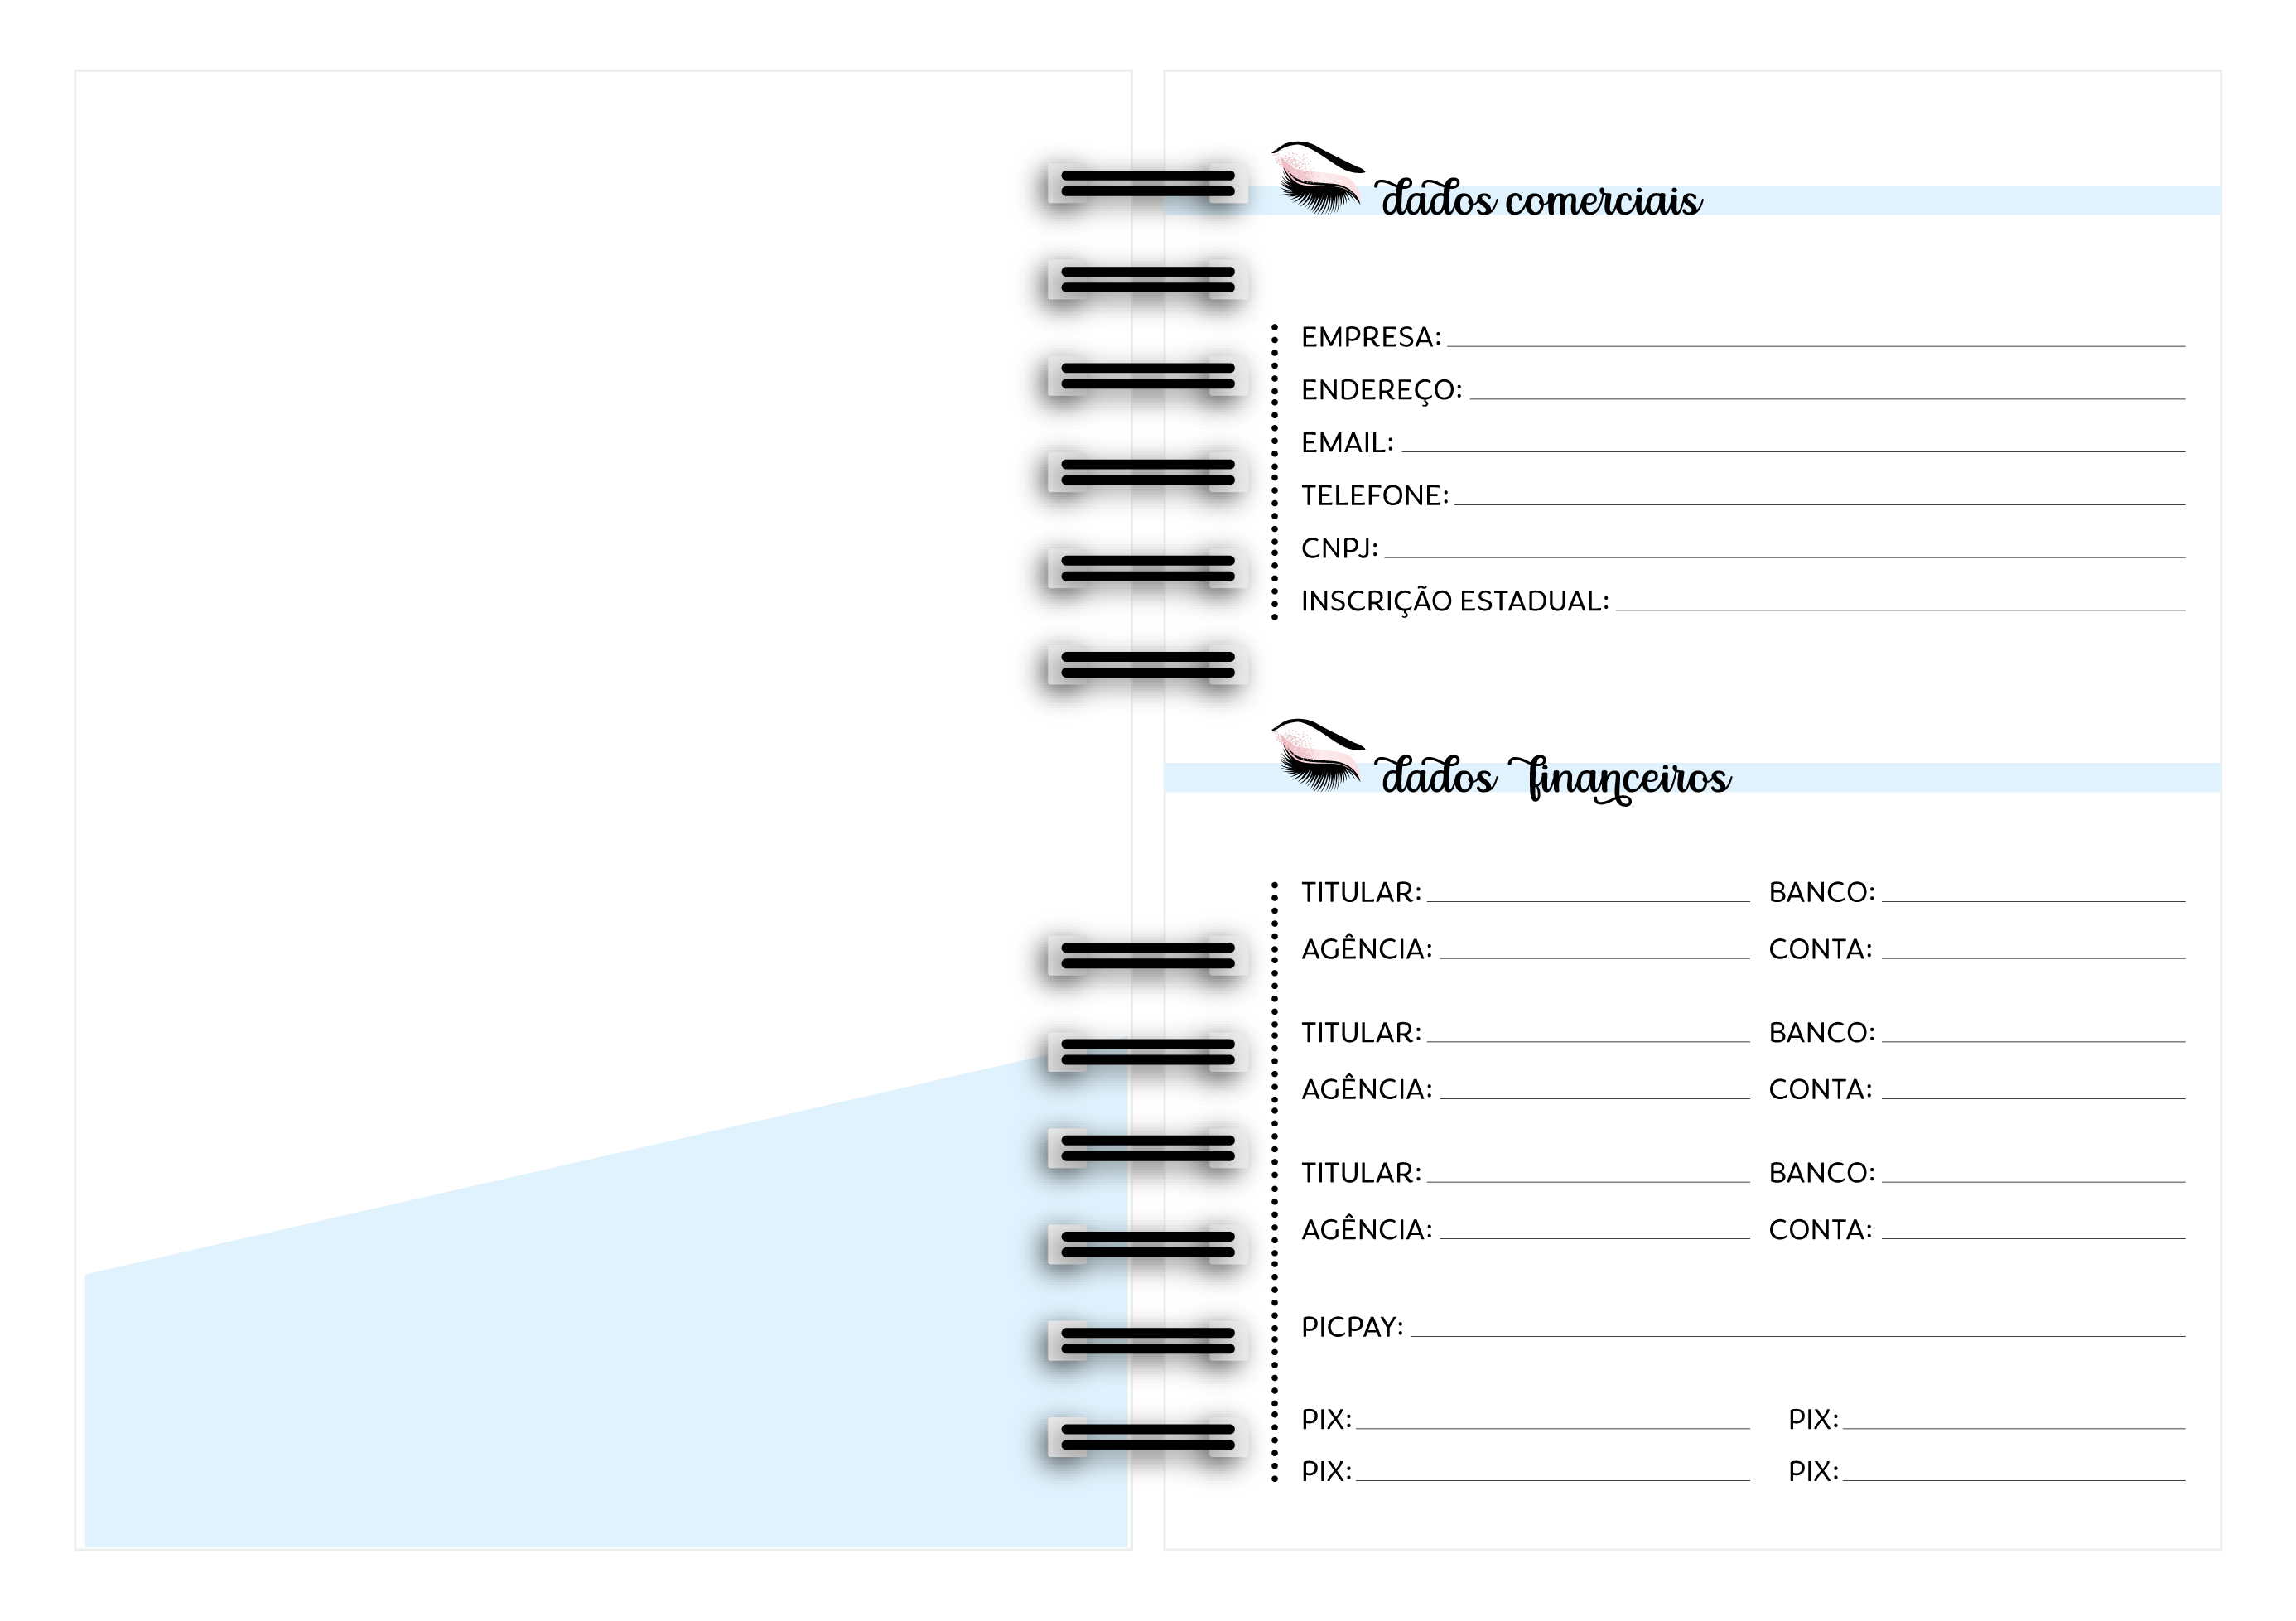 dados comerciais
EMPRESA:
ENDEREÇO:
EMAIL:
TELEFONE:
CNPJ:
INSCRIÇÃO ESTADUAL:
dados financeiros
TITULAR: BANCO:
AGÊNCIA: CONTA:
TITULAR: BANCO:
AGÊNCIA: CONTA:
TITULAR: BANCO:
AGÊNCIA: CONTA:
PICPAY:
PIX: PIX:
PIX: PIX: